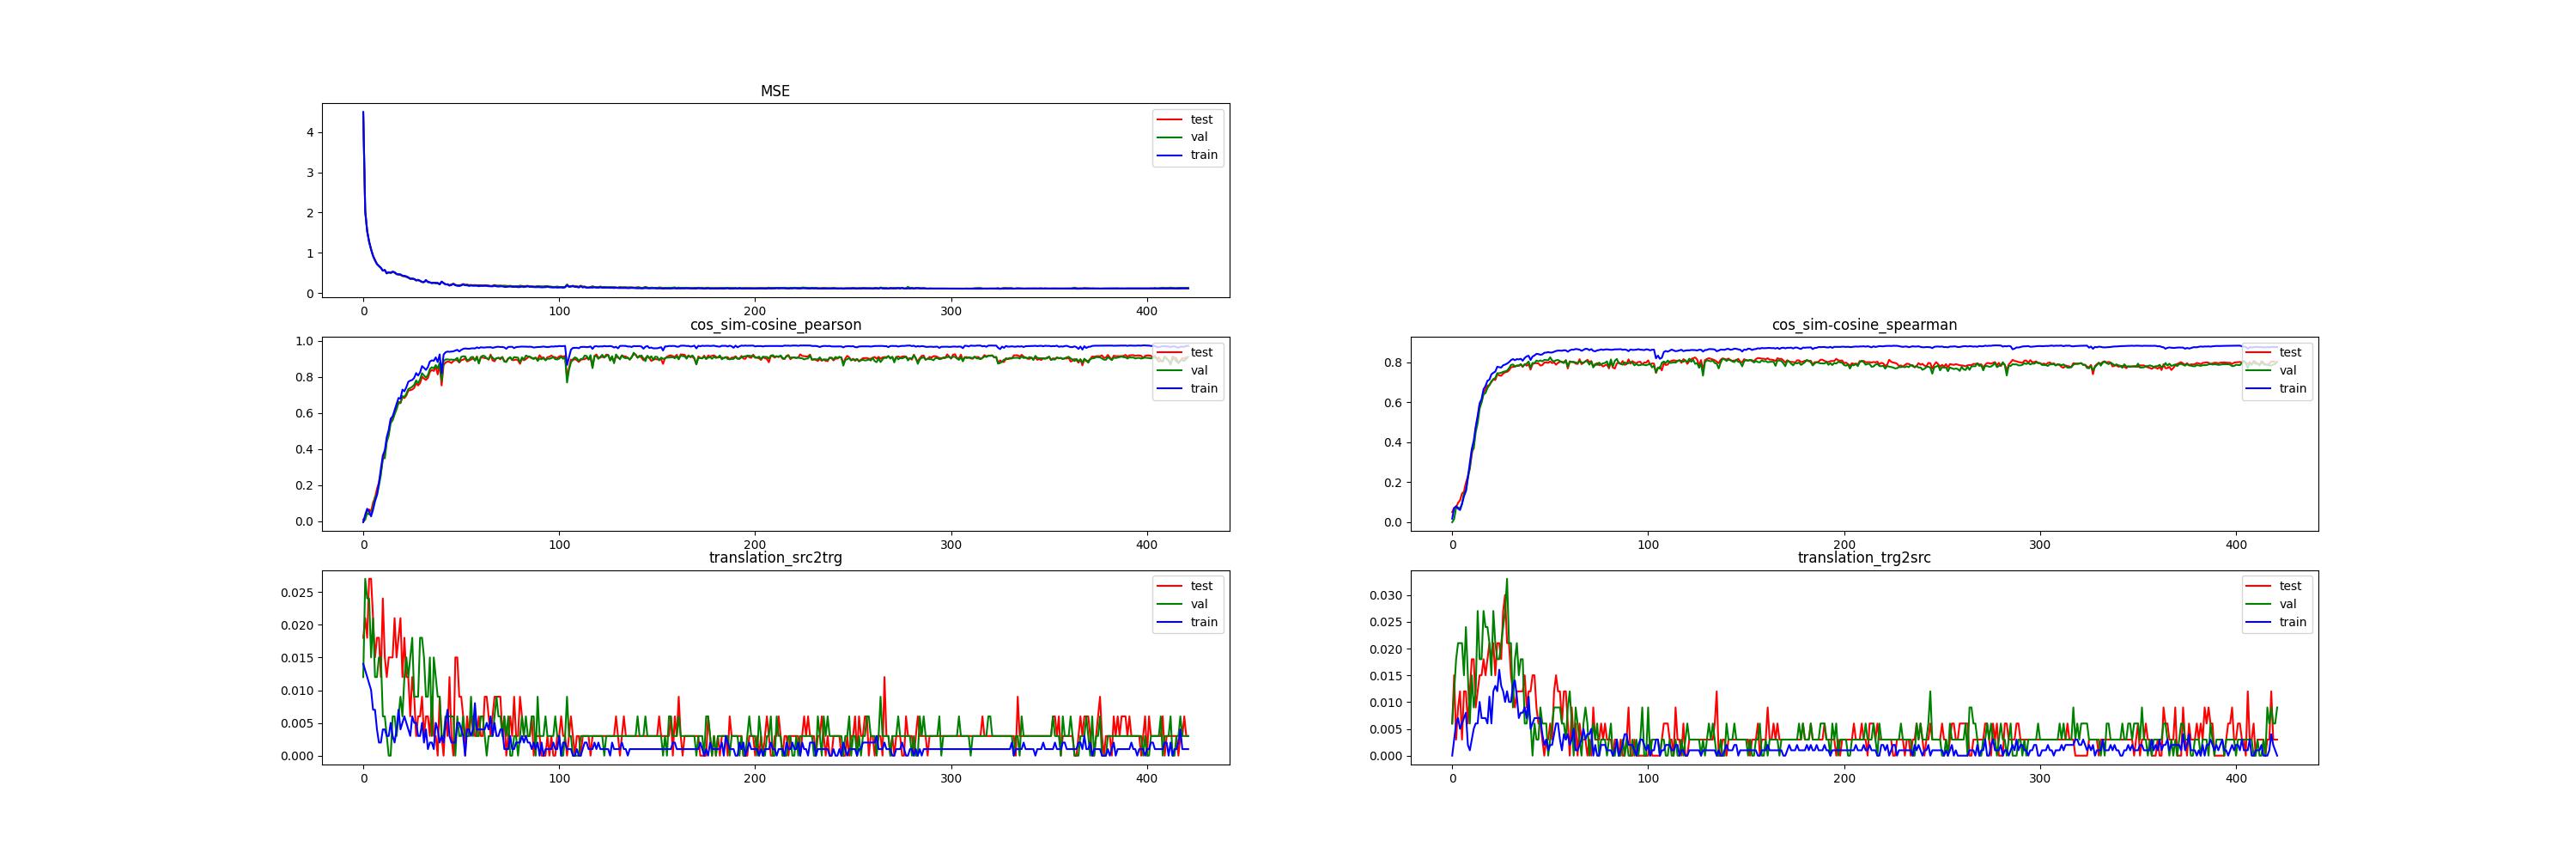 MSE
4
3
2
1
0
test
val
train
0 100 200 300 400
cos_sim-cosine_pearson
1.0
0.8
0.6
0.4
0.2
0.0
test
val
train
0 100 200 300 400
cos_sim-cosine_spearman
0.8
0.6
0.4
0.2
0.0
test
val
train
0 100 200 300 400
translation_src2trg
0.025
0.020
0.015
0.010
0.005
0.000
test
val
train
0 100 200 300 400
translation_trg2src
0.030
0.025
0.020
0.015
0.010
0.005
0.000
test
val
train
0 100 200 300 400